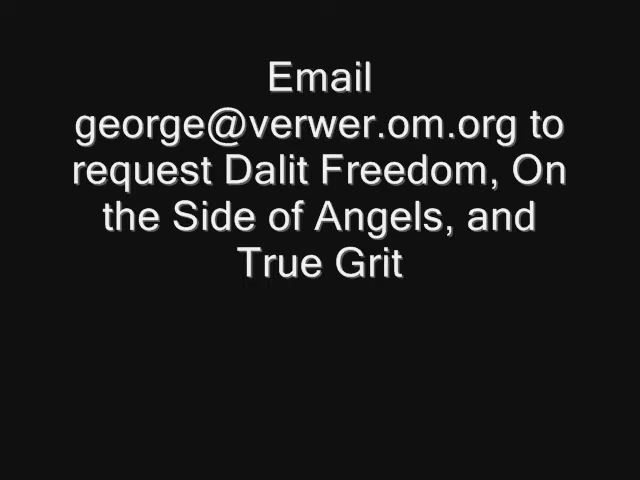 Email
george@verwer.om.org to
request Dalit Freedom, On
the Side of Angels, and
True Grit